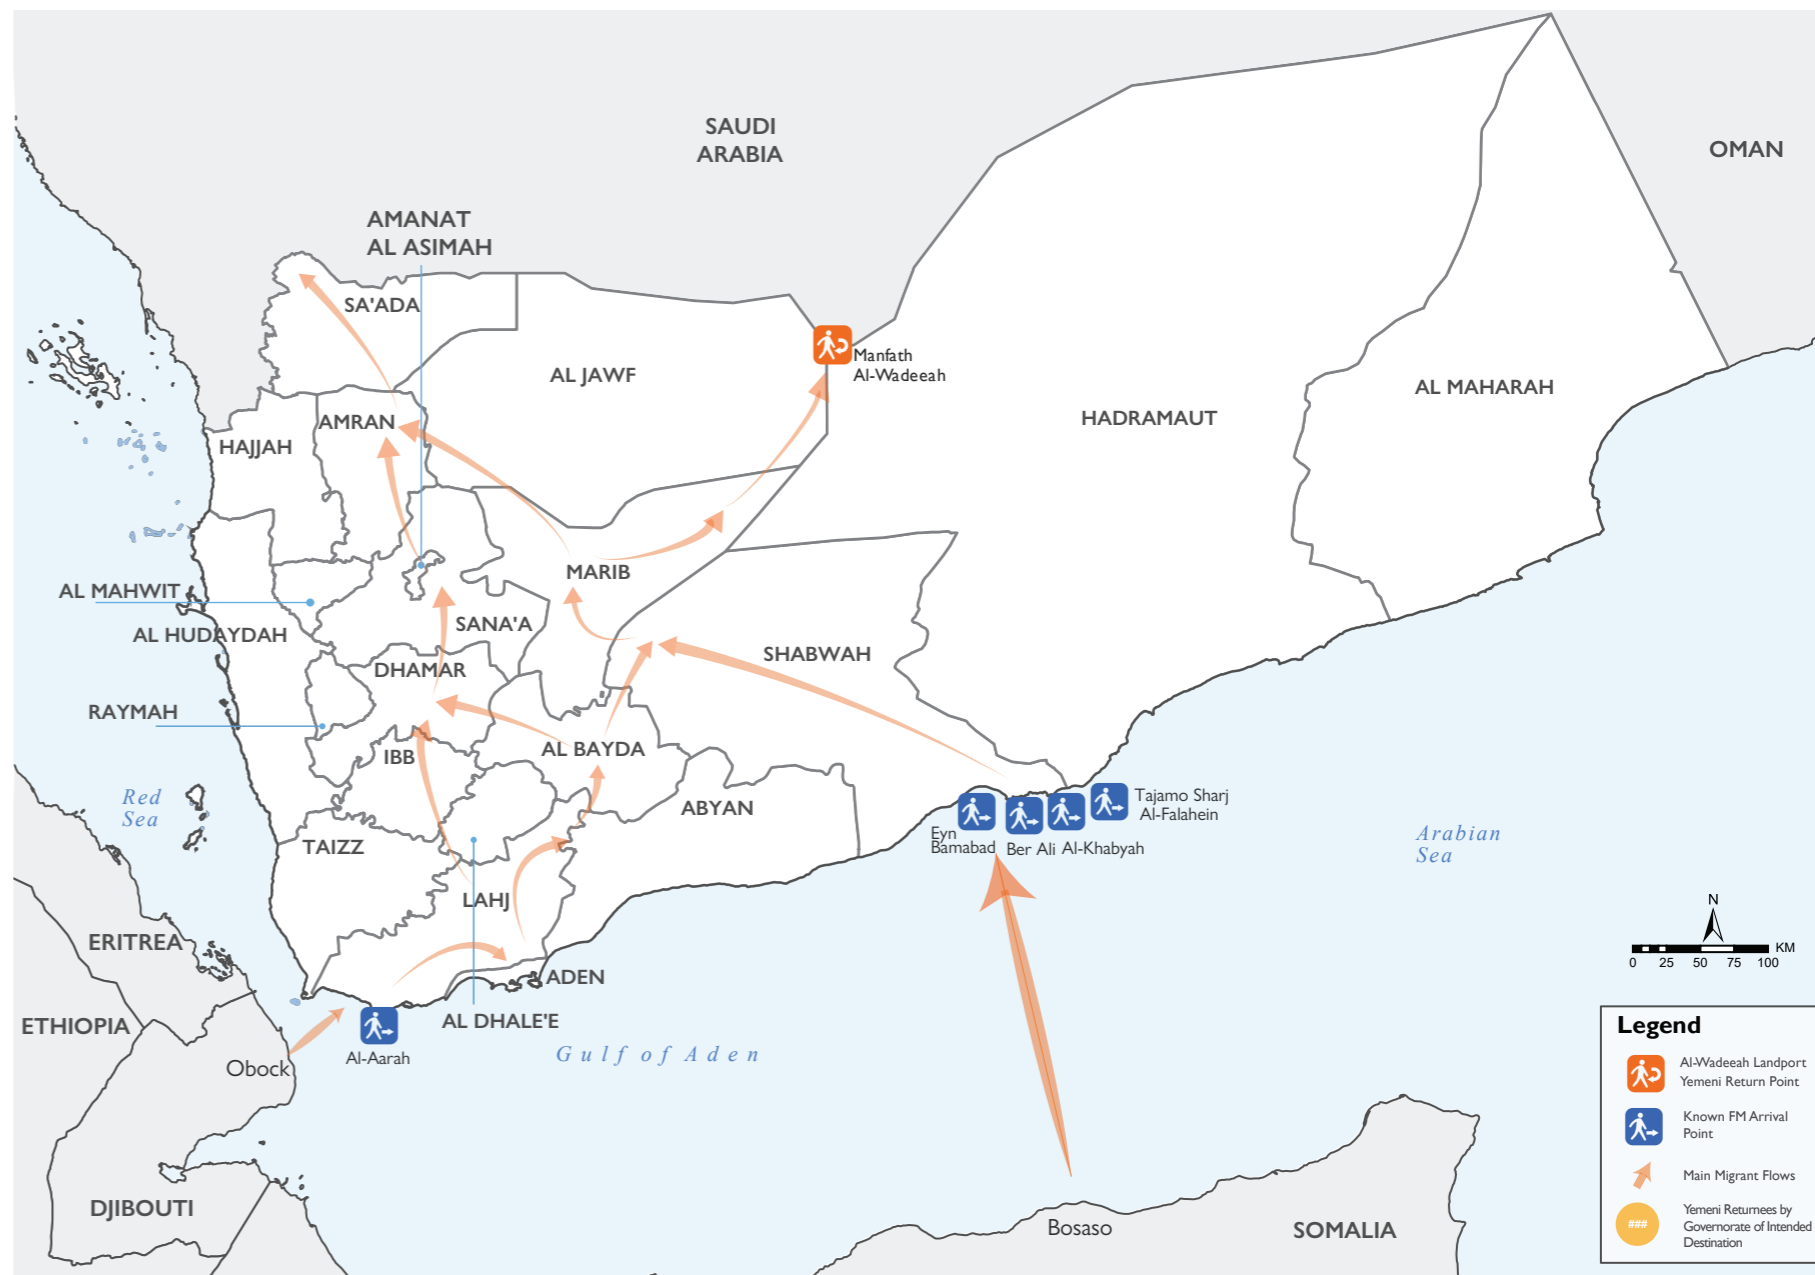 SAUDI
ARABIA
OMAN
AMANAT
AL ASIMAH
SA'ADA
Manfath
Al-Wadeeah
AL JAWF
AL MAHARAH
HADRAMAUT
AMRAN
HAJJAH
MARIB
AL MAHWIT
SANA'A
AL HUDAYDAH
SHABWAH
DHAMAR
RAYMAH
AL BAYDA
IBB
Red
Sea
ABYAN
Tajamo Sharj
Al-Falahein
Eyn
Bamabad
Ber Ali
Al-Khabyah
Arabian
Sea
TAIZZ
LAHJ
N
KM
0 25 50 75 100
ERITREA
ADEN
ETHIOPIA
AL DHALE'E
Al-Aarah
Gulf of Aden
Obock
DJIBOUTI
Bosaso
SOMALIA
Legend
Al-Wadeeah Landport
Yemeni Return Point
Known FM Arrival
Point
Main Migrant Flows
###
Yemeni Returnees by
Governorate of Intended
Destination